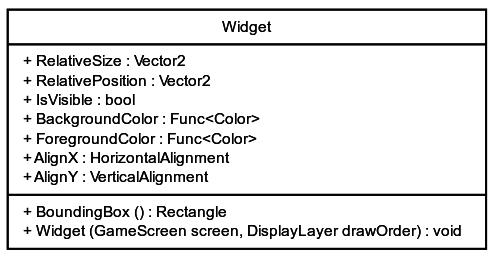 Widget
+ RelativeSize : Vector2
+ RelativePosition : Vector2
+ IsVisible : bool
+ BackgroundColor : Func<Color>
+ ForegroundColor : Func<Color>
+ AlignX : HorizontalAlignment
+ AlignY : VerticalAlignment
+ BoundingBox () : Rectangle
+ Widget (GameScreen screen, DisplayLayer drawOrder) : void